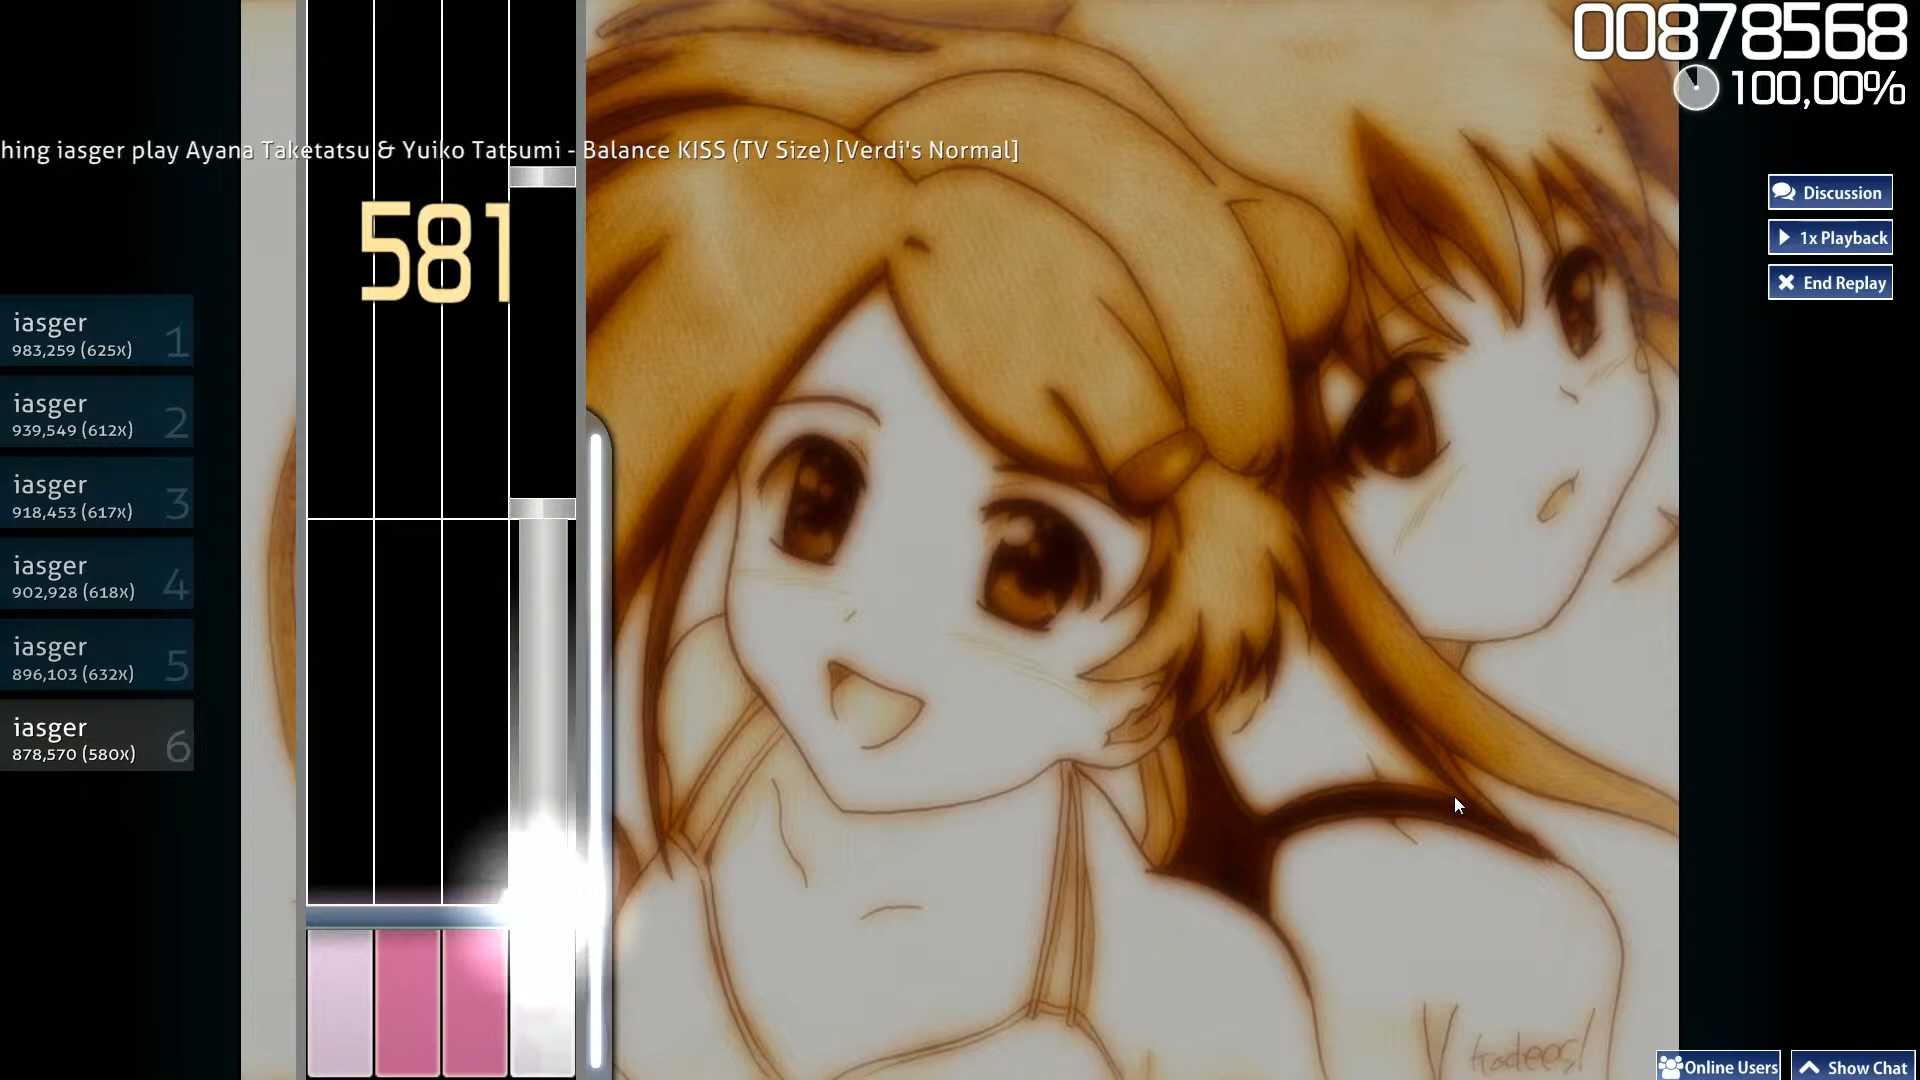 00878568
100,00%
hing iasger play Ayana Taketatsu & Yuiko Tatsumi - Balance KISS (TV Size) [Verdi's Normal]
Discussion
1x Playback
End Replay
581
iasger
983,259 (625x)
1
iasger
939,549 (612x)
2
iasger
918,453 (617x)
3
iasger
902,928 (618x)
4
iasger
896,103 (632x)
5
iasger
878,570 (580x)
6
Online Users
Show Chat